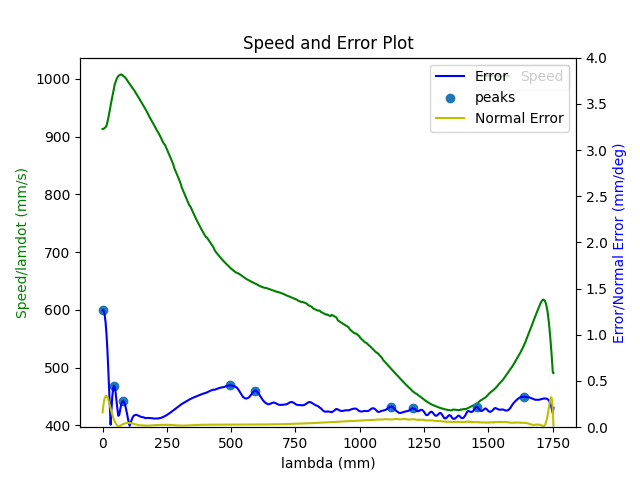 Speed and Error Plot
Speed/lamdot (mm/s)
1000
900
800
700
600
500
400
Error
Speed
peaks
Normal Error
4.0
3.5
3.0
2.5
2.0
1.5
1.0
0.5
0.0
Error/Normal Error (mm/deg)
0 250 500 750 1000 1250 1500 1750
lambda (mm)